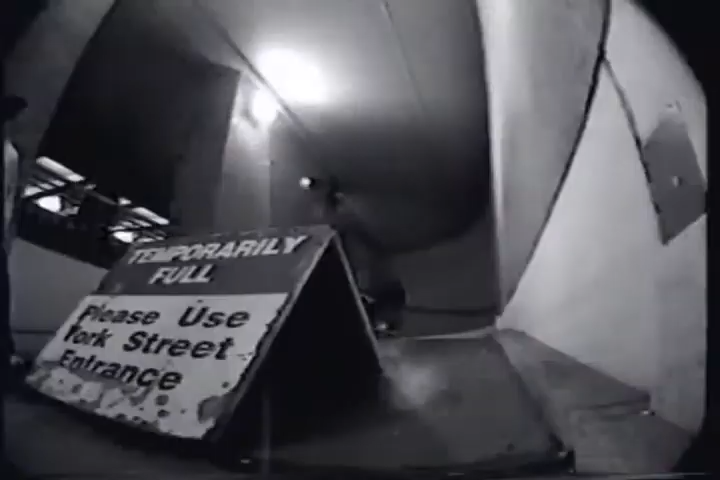 TEMPORARILY
FULL
Please Use
York Street
Entrance